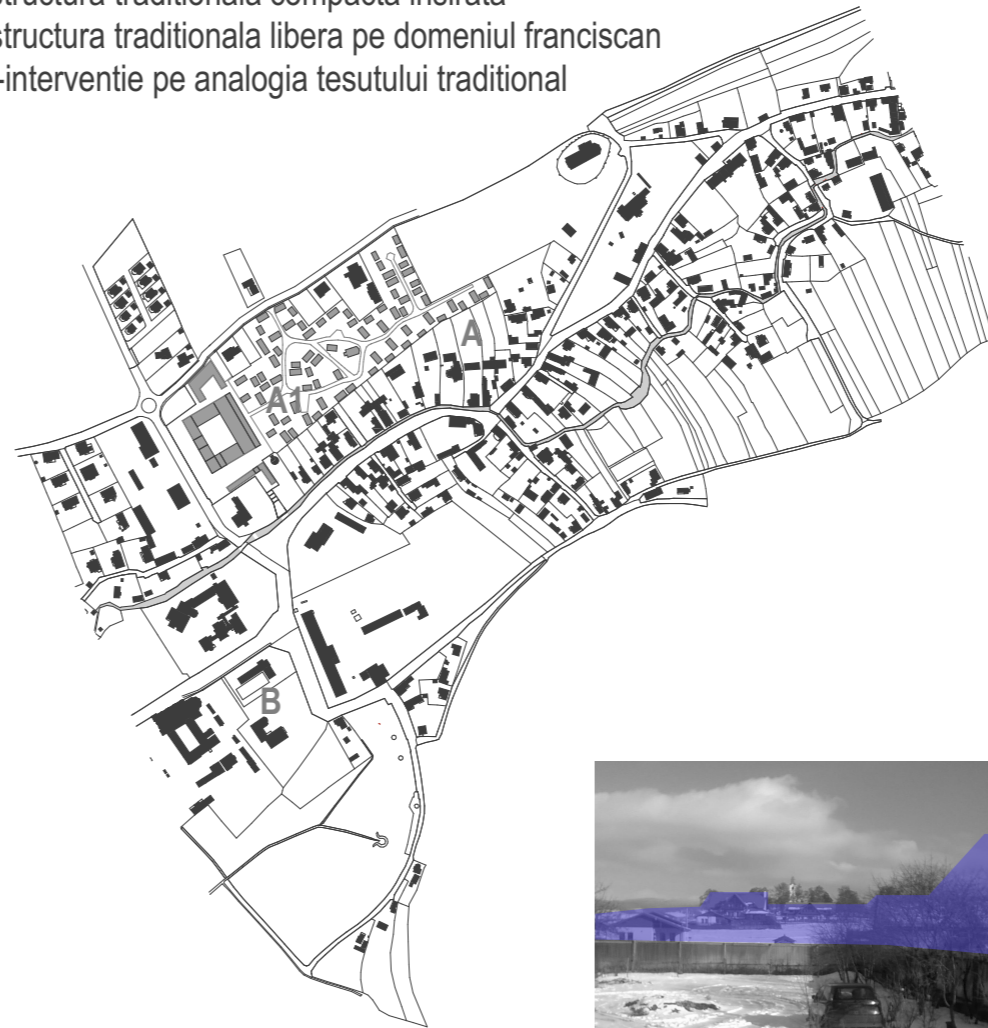 structura traditionala compacta insirata
structura traditionala libera pe domeniul franciscan
-interventie pe analogia tesutului traditional
A
A1
B